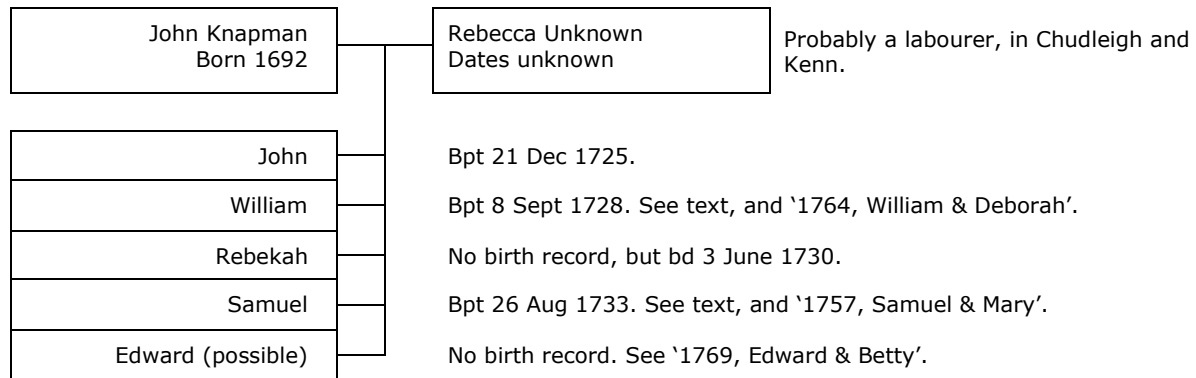 John Knapman
Born 1692
Rebecca Unknown
Dates unknown
Probably a labourer, in Chudleigh and
Kenn.
John
Bpt 21 Dec 1725.
William
Bpt 8 Sept 1728. See text, and ‘1764, William & Deborah’.
Rebekah
No birth record, but bd 3 June 1730.
Samuel
Bpt 26 Aug 1733. See text, and ‘1757, Samuel & Mary’.
Edward (possible)
No birth record. See ‘1769, Edward & Betty’.